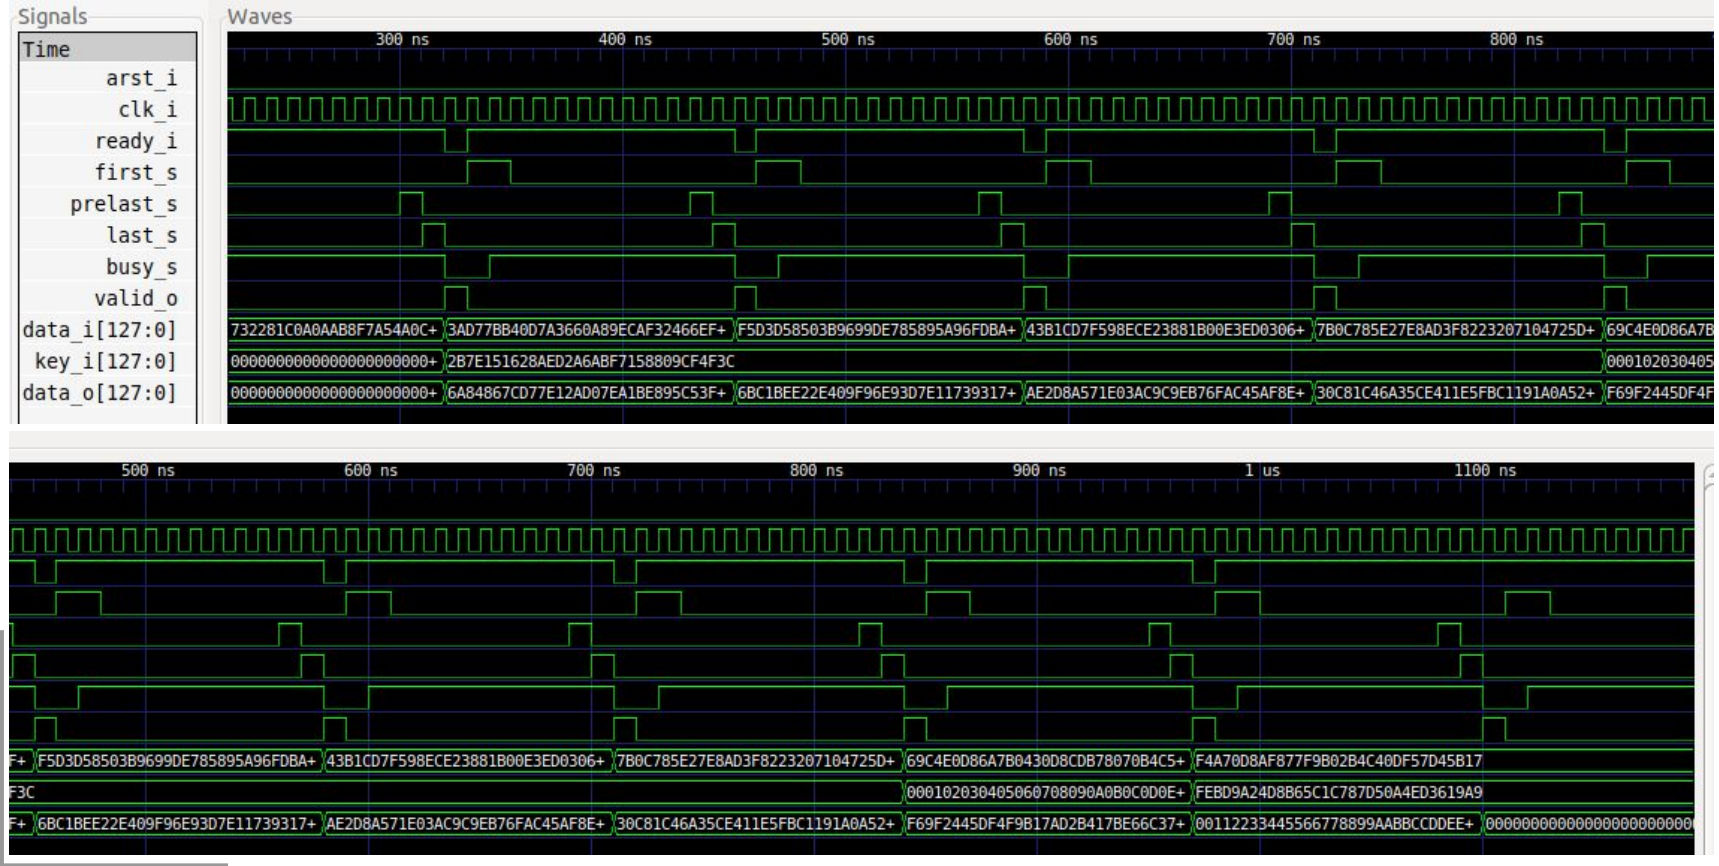 Signals Waves
Time 300 ns 400 ns 500 ns 600 ns 700 ns 800 ns
arst_i
clk_i
ready_i
first_s
prelast_s
last_s
busy_s
valid_o
data_i[127:0] 732281C0A0AAB8F7A54A0C+ 3AD77BB40D7A3660A89ECAF32466EF+ F5D3D58503B9699DE785895A96FDBA+ 43B1CD7F598ECE23881B00E3ED0306+ 7B0C785E27E8AD3F8223207104725D+ 69C4E0D86A7B
key_i[127:0] 0000000000000000000000+ 2B7E151628AED2A6ABF7158809CF4F3C 000102030405
data_o[127:0] 0000000000000000000000+ 6A84867CD77E12AD07EA1BE895C53F+ 6BC1BEE22E409F96E93D7E11739317+ AE2D8A571E03AC9C9EB76FAC45AF8E+ 30C81C46A35CE411E5FBC1191A0A52+ F69F2445DF4F
500 ns 600 ns 700 ns 800 ns 900 ns 1 us 1100 ns
F+ F5D3D58503B9699DE785895A96FDBA+ 43B1CD7F598ECE23881B00E3ED0306+ 7B0C785E27E8AD3F8223207104725D+ 69C4E0D86A7B0430D8CDB78070B4C5+ F4A70D8AF877F9B02B4C40DF57D45B17
F3C 000102030405060708090A0B0C0D0E+ FEBD9A24D8B65C1C787D50A4ED3619A9
F+ 6BC1BEE22E409F96E93D7E11739317+ AE2D8A571E03AC9C9EB76FAC45AF8E+ 30C81C46A35CE411E5FBC1191A0A52+ F69F2445DF4F9B17AD2B417BE66C37+ 00112233445566778899AABBCCDDEE+ 0000000000000000000000000